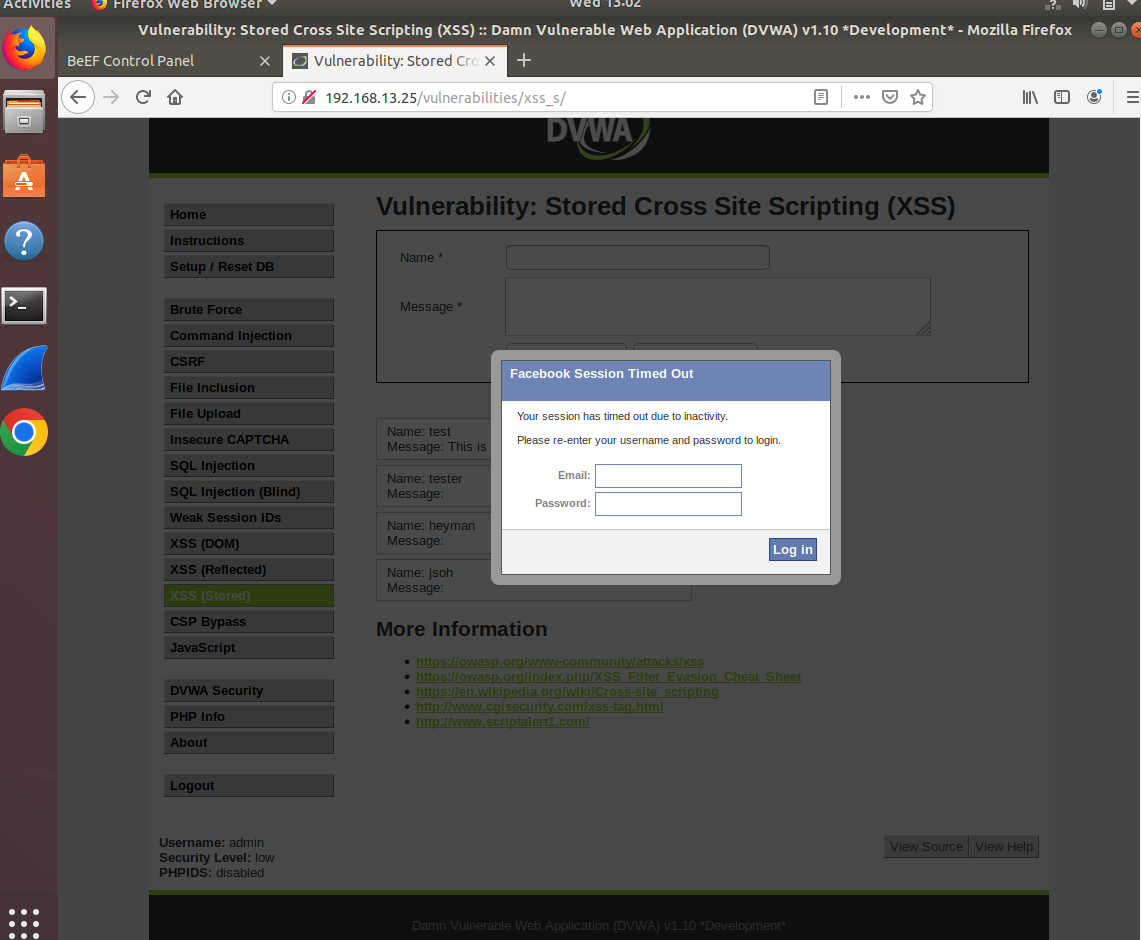 Activities Firefox Web Browser Wed 13:02
Vulnerability: Stored Cross Site Scripting (XSS) :: Damn Vulnerable Web Application (DVWA) v1.10 *Development* - Mozilla Firefox
BeEF Control Panel
Vulnerability: Stored Cro
192.168.13.25/vulnerabilities/xss_s/
DVWA
Home
Instructions
Setup / Reset DB
Brute Force
Command Injection
CSRF
File Inclusion
File Upload
Insecure CAPTCHA
SQL Injection
SQL Injection (Blind)
Weak Session IDs
XSS (DOM)
XSS (Reflected)
XSS (Stored)
CSP Bypass
JavaScript
DVWA Security
PHP Info
About
Logout
Vulnerability: Stored Cross Site Scripting (XSS)
Name *
Message *
Facebook Session Timed Out
Your session has timed out due to inactivity.
Please re-enter your username and password to login.
Email:
Password:
Log in
Name: test
Message: This is
Name: tester
Message:
Name: heyman
Message:
Name: jsoh
Message:
More Information
https://owasp.org/www-community/attacks/xss
https://owasp.org/index.php/XSS_Filter_Evasion_Cheat_Sheet
https://en.wikipedia.org/wiki/Cross-site_scripting
http://www.cgisecurity.com/xss-faq.html
http://www.scriptalert1.com/
Username: admin
Security Level: low
PHPIDS: disabled
View Source View Help
Damn Vulnerable Web Application (DVWA) v1.10 *Development*